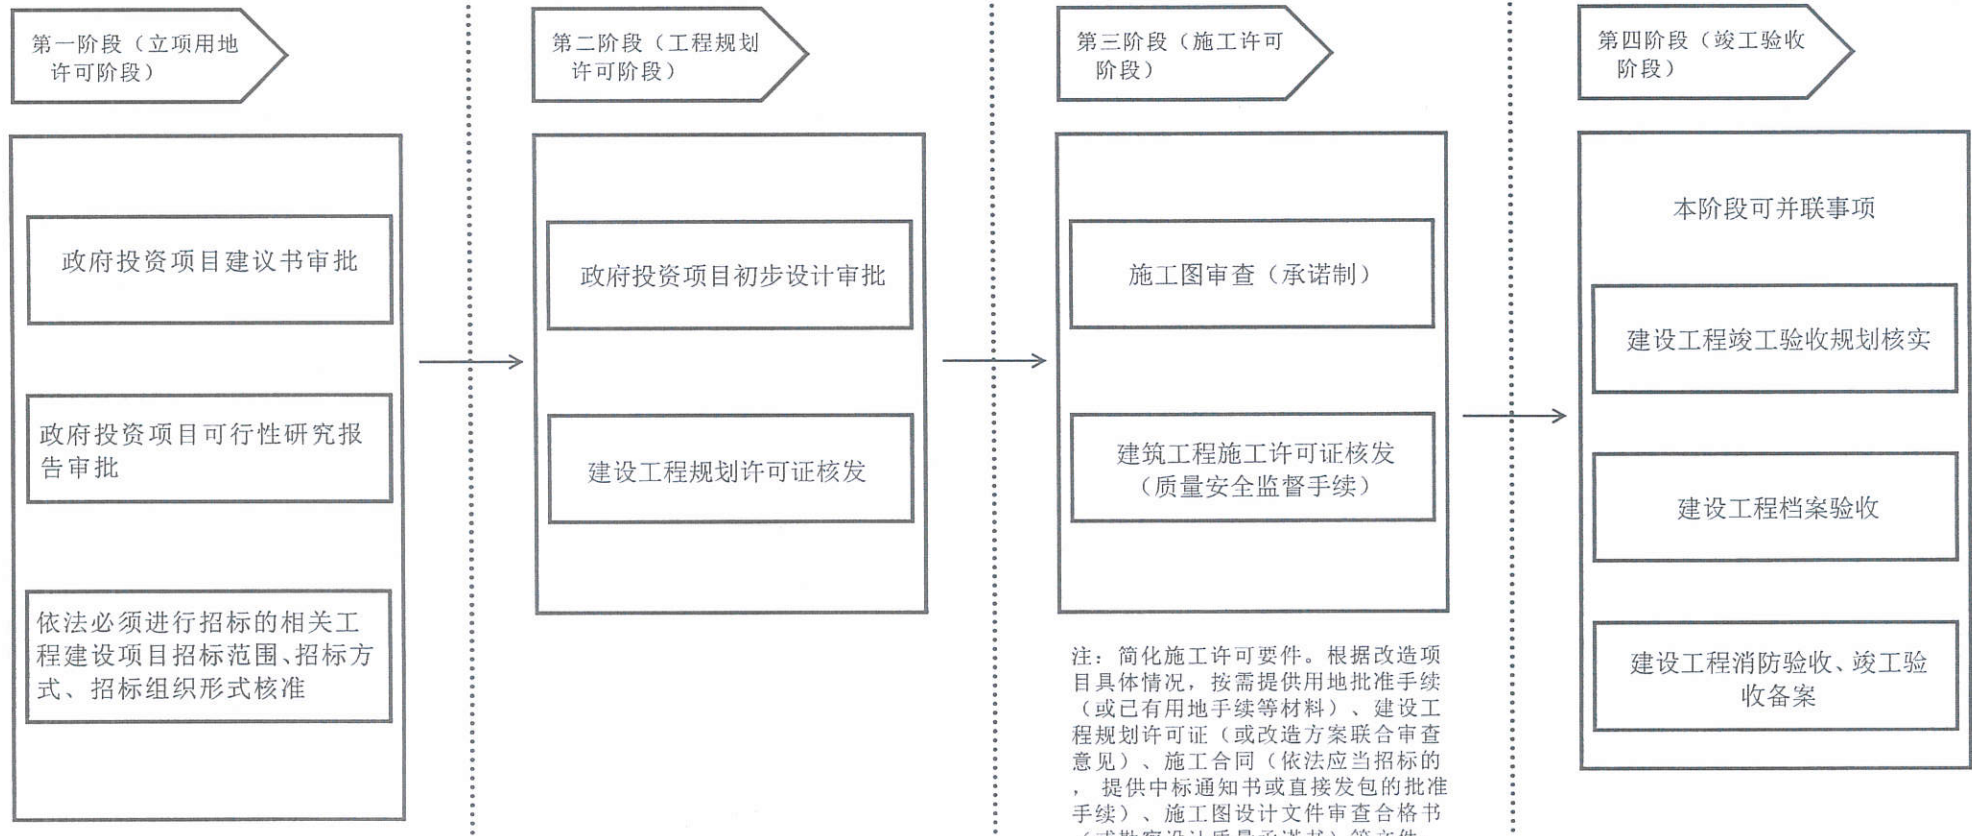 第一阶段（立项用地
许可阶段）
政府投资项目建议书审批
政府投资项目可行性研究报
告审批
依法必须进行招标的相关工
程建设项目招标范围、招标方
式、招标组织形式核准
第二阶段（工程规划
许可阶段）
政府投资项目初步设计审批
建设工程规划许可证核发
第三阶段（施工许可
阶段）
施工图审查（承诺制）
建筑工程施工许可证核发
（质量安全监督手续）
注：简化施工许可要件。根据改造项
目具体情况，按需提供用地批准手续
（或已有用地手续等材料）、建设工
程规划许可证（或改造方案联合审查
意见）、施工合同（依法应当招标的
，提供中标通知书或直接发包的批准
手续）、施工图设计文件审查合格书
第四阶段（竣工验收
阶段）
本阶段可并联事项
建设工程竣工验收规划核实
建设工程档案验收
建设工程消防验收、竣工验
收备案